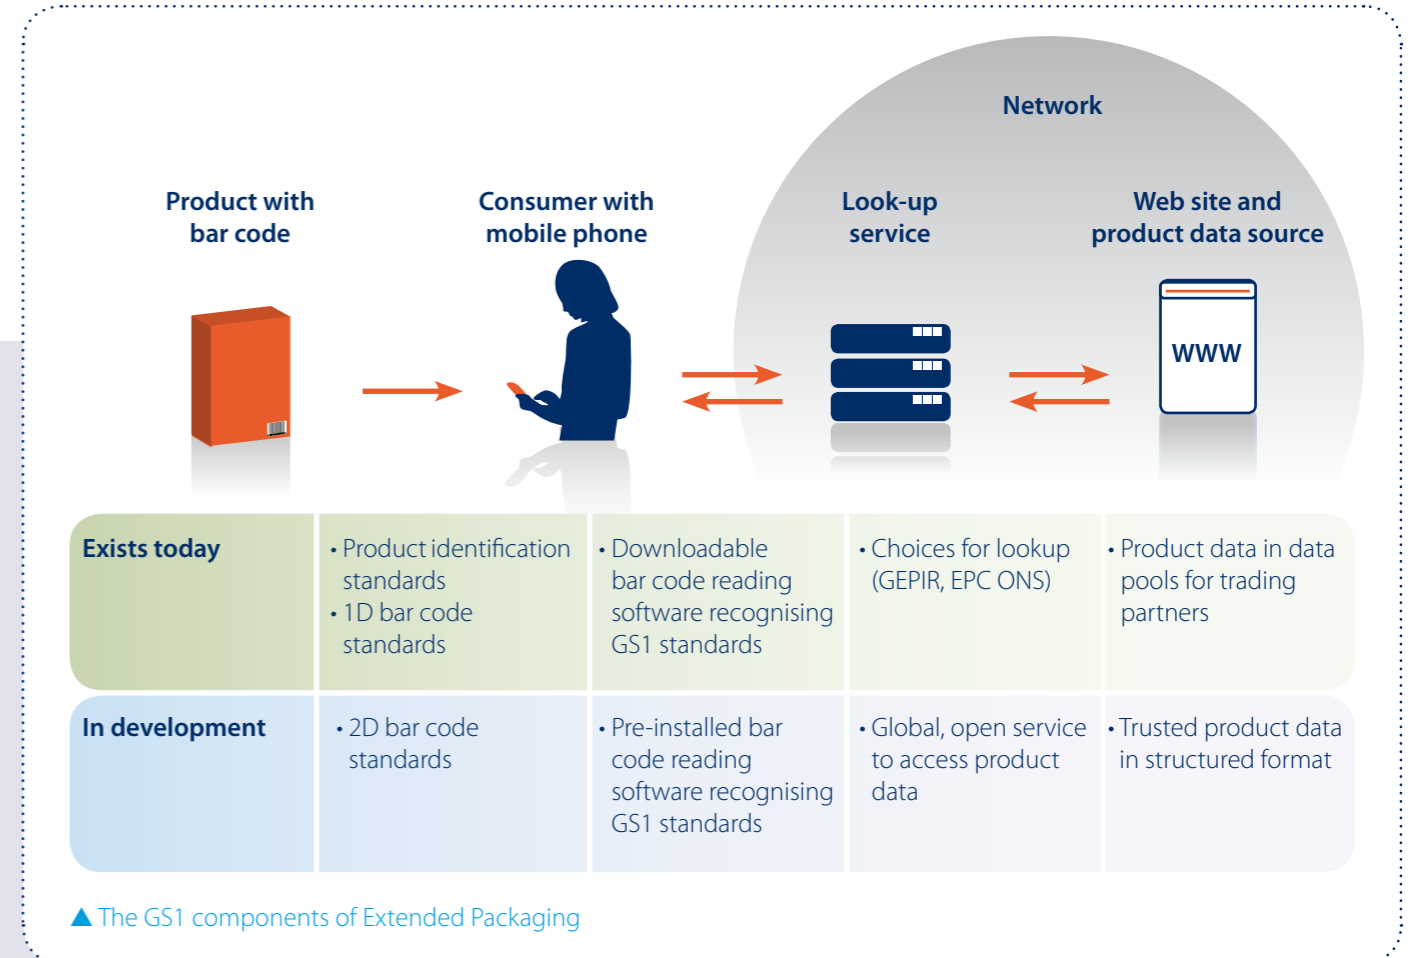 Network
Product with
bar code
Consumer with
mobile phone
Look-up
service
Web site and
product data source
WWW
Exists today
• Product identification
standards
• 1D bar code
standards
• Downloadable
bar code reading
software recognising
GS1 standards
• Choices for lookup
(GEPIR, EPC ONS)
• Product data in data
pools for trading
partners
In development
• 2D bar code
standards
• Pre-installed bar
code reading
software recognising
GS1 standards
• Global, open service
to access product
data
• Trusted product data
in structured format
▲ The GS1 components of Extended Packaging